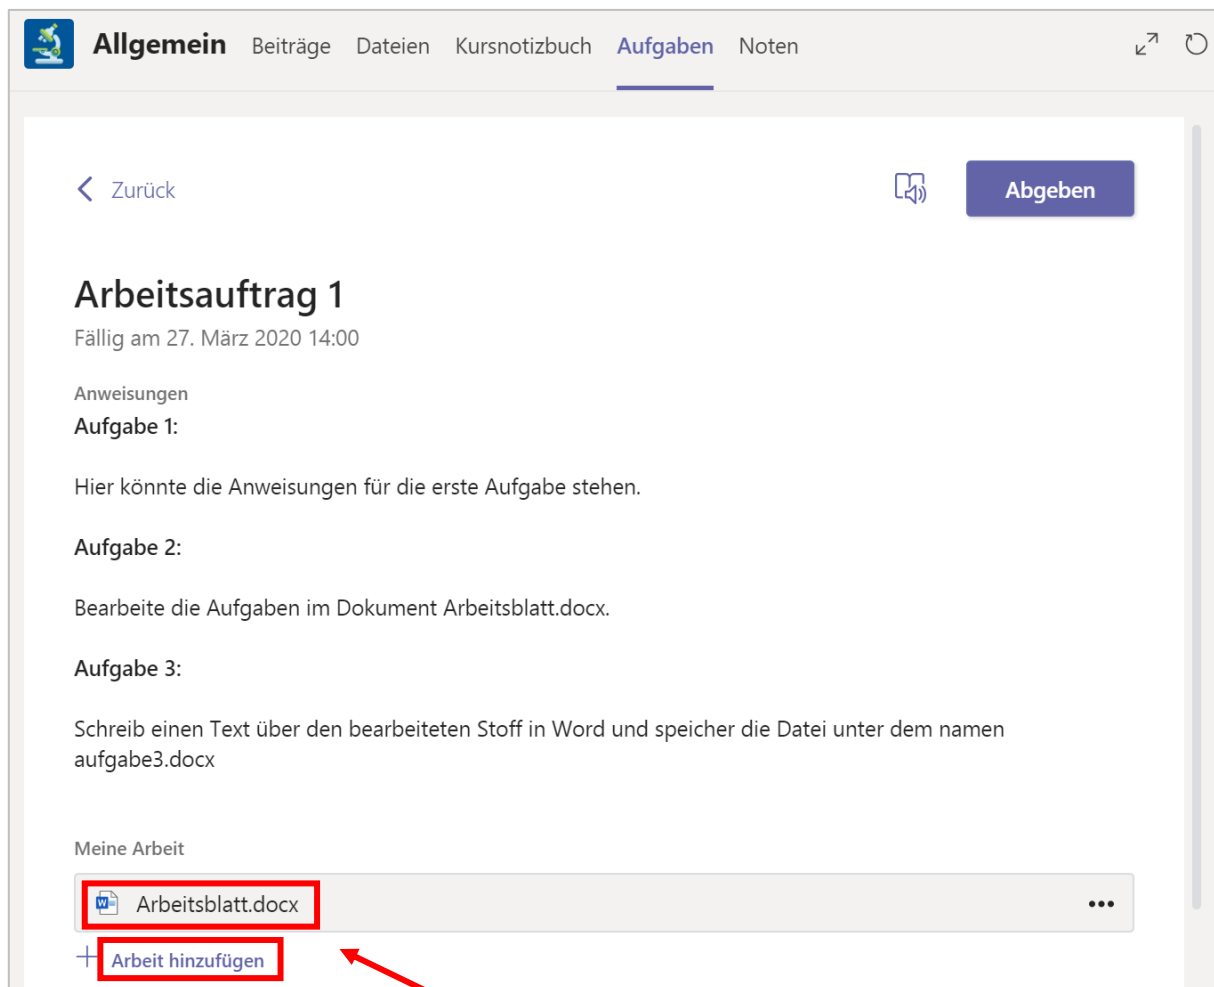 Allgemein Beiträge Dateien Kursnotizbuch Aufgaben Noten
Zurück
Abgeben
Arbeitsauftrag 1
Fällig am 27. März 2020 14:00
Anweisungen
Aufgabe 1:
Hier könnte die Anweisungen für die erste Aufgabe stehen.
Aufgabe 2:
Bearbeite die Aufgaben im Dokument Arbeitsblatt.docx.
Aufgabe 3:
Schreib einen Text über den bearbeiteten Stoff in Word und speicher die Datei unter dem namen
aufgabe3.docx
Meine Arbeit
Arbeitsblatt.docx
Arbeit hinzufügen